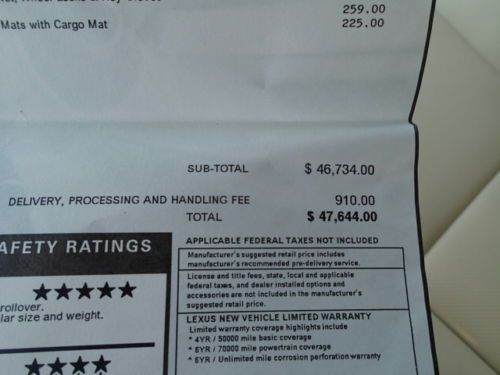 259.00
Mats with Cargo Mat 225.00
SUB-TOTAL $ 46,734.00
DELIVERY, PROCESSING AND HANDLING FEE 910.00
TOTAL $ 47,644.00
AFETY RATINGS
APPLICABLE FEDERAL TAXES NOT INCLUDED
Manufacturer's suggested retail price includes
manufacturer's recommended pre-delivery service.
License and title fees, state, local and applicable
federal taxes, and dealer installed options and
accessories are not included in the manufacturer's
suggested retail price.
rollover.
lar size and weight.
LEXUS NEW VEHICLE LIMITED WARRANTY
Limited warranty coverage highlights include
* 4YR / 50000 mile basic coverage
* 6YR / 70000 mile powertrain coverage
* 6YR / Unlimited mile corrosion perforation warranty